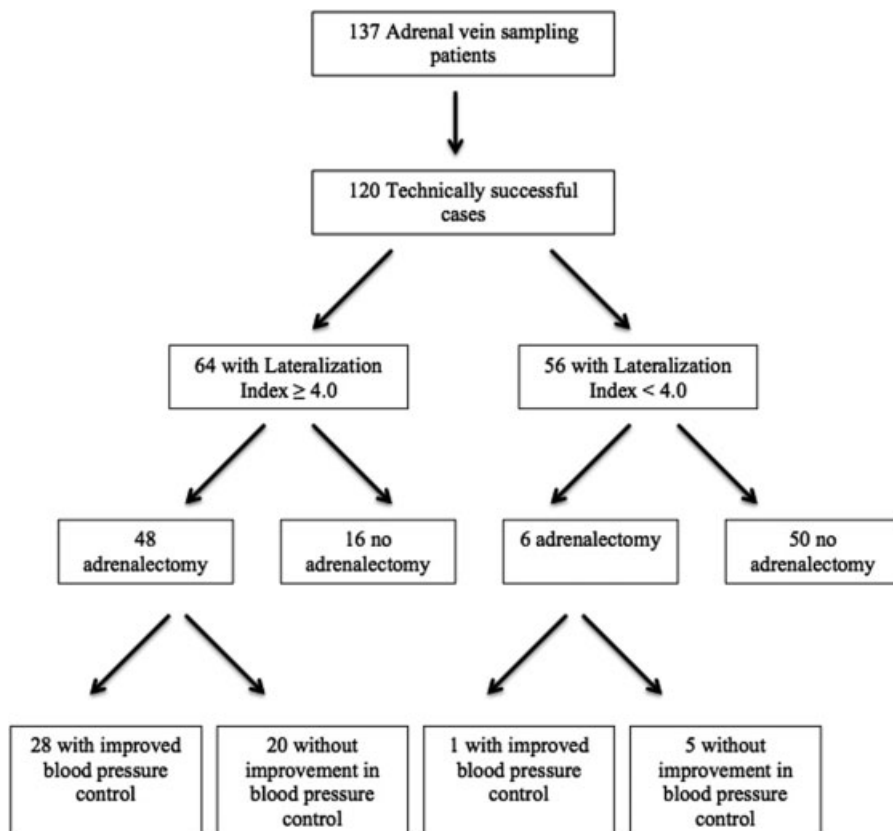 137 Adrenal vein sampling
patients
120 Technically successful
cases
64 with Lateralization
Index ≥ 4.0
56 with Lateralization
Index < 4.0
48
adrenalectomy
16 no
adrenalectomy
6 adrenalectomy
50 no
adrenalectomy
28 with improved
blood pressure
control
20 without
improvement in
blood pressure
control
1 with improved
blood pressure
control
5 without
improvement in
blood pressure
control